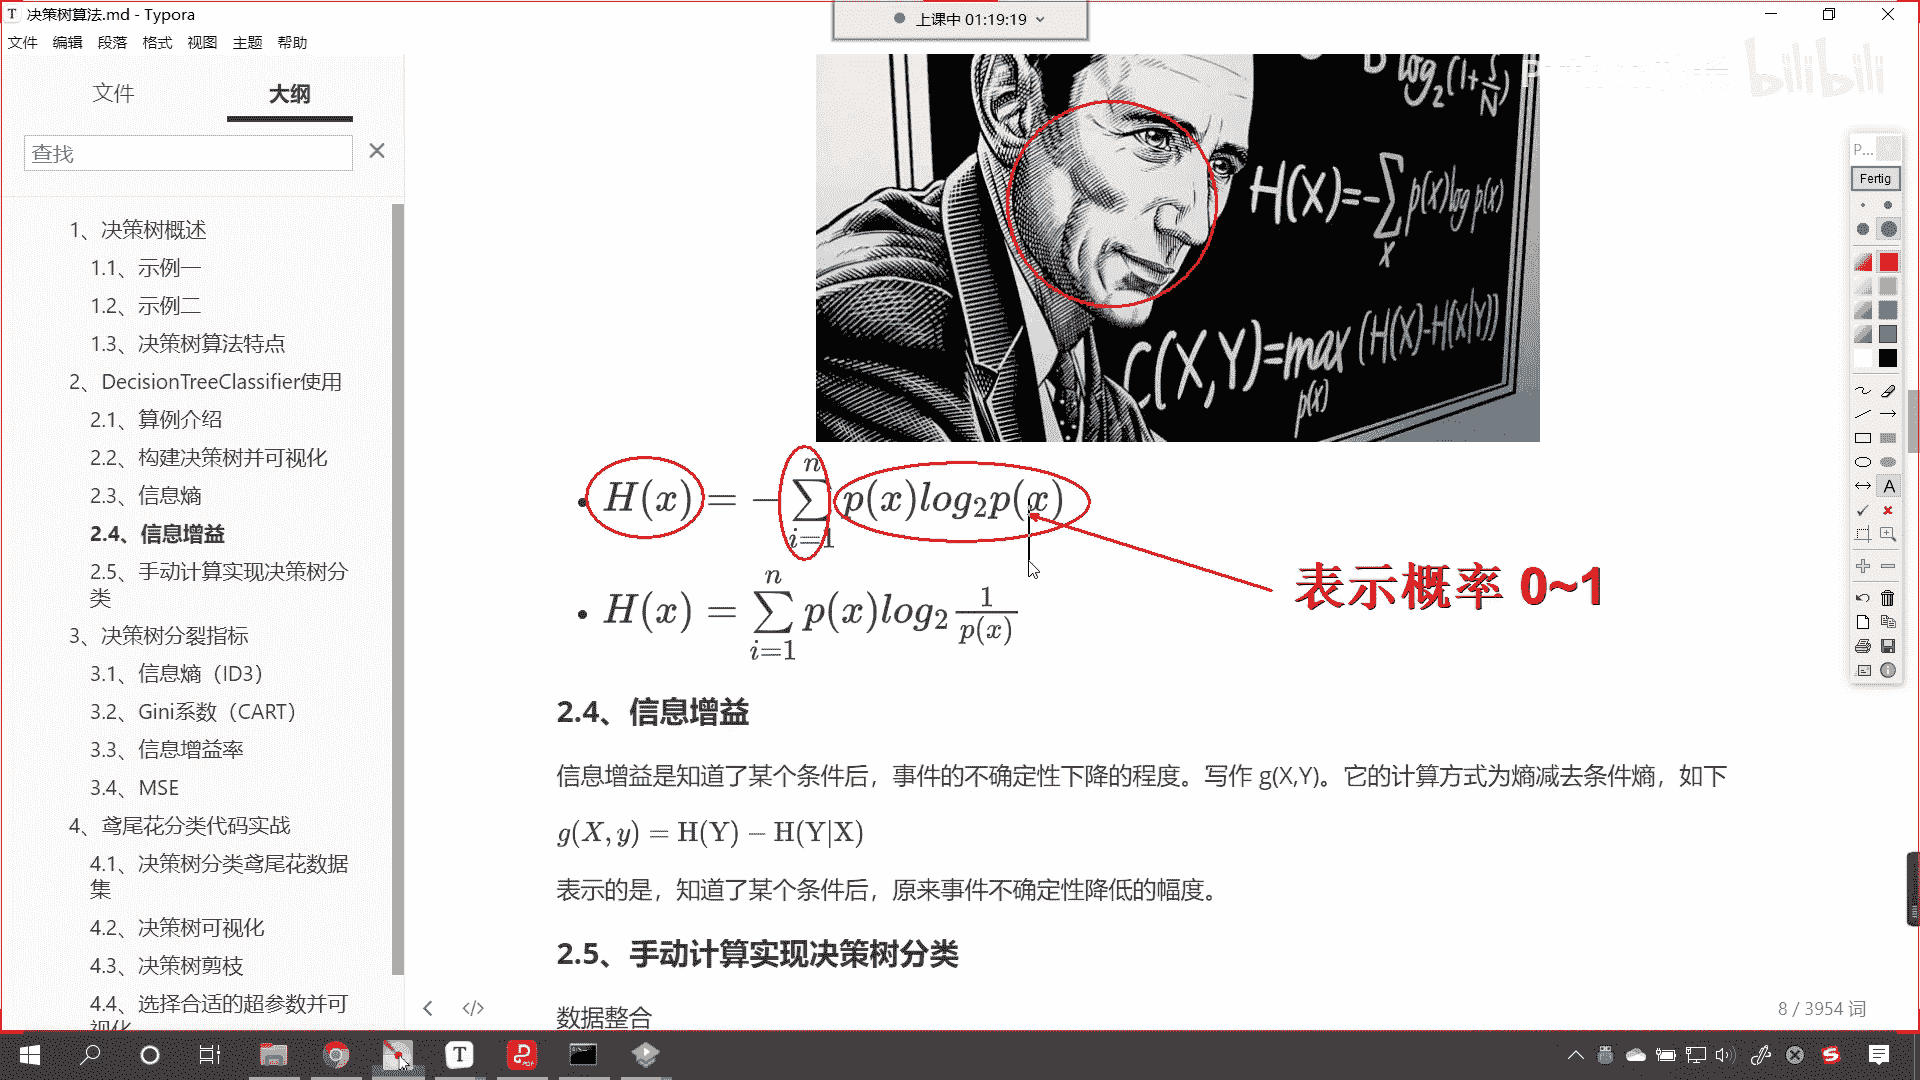 决策树算法.md - Typora
上课中 01:19:19
文件 编辑 段落 格式 视图 主题 帮助
文件 大纲
查找
1、决策树概述
1.1、示例一
1.2、示例二
1.3、决策树算法特点
2、DecisionTreeClassifier使用
2.1、算例介绍
2.2、构建决策树并可视化
2.3、信息熵
2.4、信息增益
2.5、手动计算实现决策树分
类
3、决策树分裂指标
3.1、信息熵（ID3）
3.2、Gini系数（CART）
3.3、信息增益率
3.4、MSE
4、鸢尾花分类代码实战
4.1、决策树分类鸢尾花数据
集
4.2、决策树可视化
4.3、决策树剪枝
4.4、选择合适的超参数并可
视化
bilibili
log₂(1+S/N)
H(X)=-∑p(x)log p(x)
X
C(X,Y)=max (H(X)-H(X|Y))
p(x)
H(x) = -∑ⁿᵢ₌₁ p(x)log₂p(x)
表示概率 0~1
H(x) = ∑ⁿᵢ₌₁ p(x)log₂ 1/p(x)
2.4、信息增益
信息增益是知道了某个条件后，事件的不确定性下降的程度。写作 g(X,Y)。它的计算方式为熵减去条件熵，如下
g(X, y) = H(Y) − H(Y|X)
表示的是，知道了某个条件后，原来事件不确定性降低的幅度。
2.5、手动计算实现决策树分类
数据整合
8 / 3954 词
P...
Fertig
A